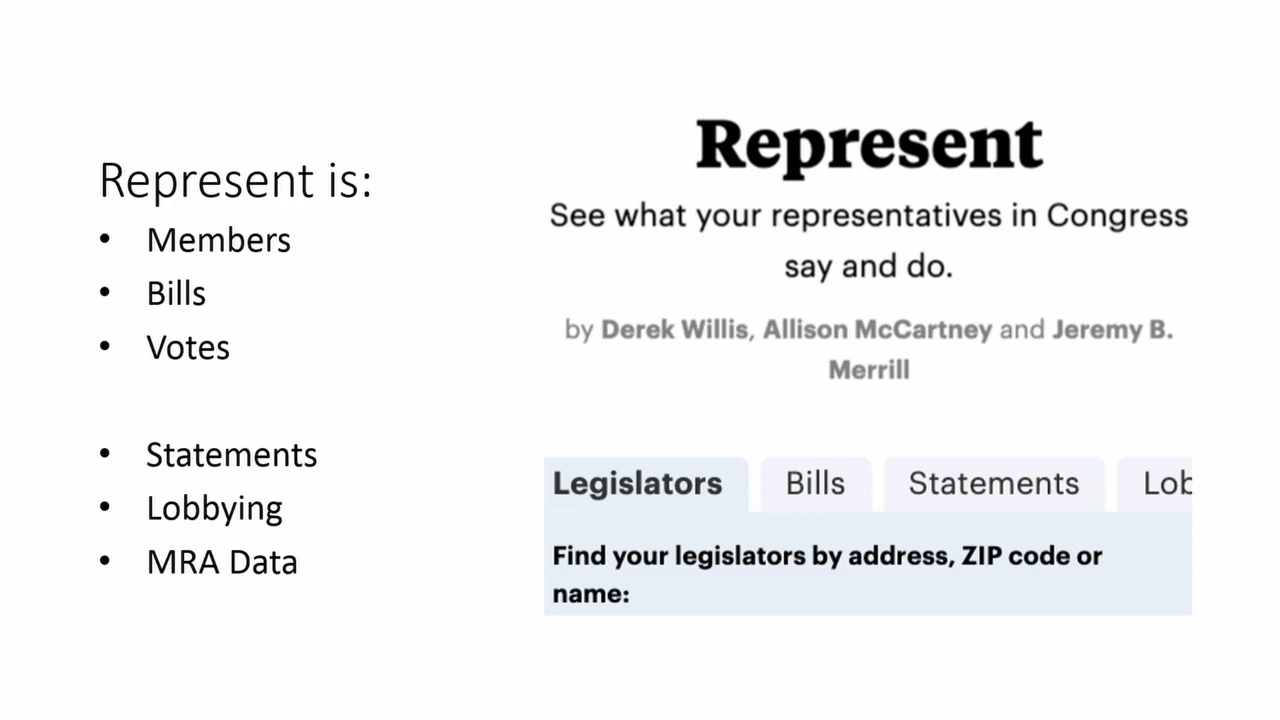 Represent is:
• Members
• Bills
• Votes
• Statements
• Lobbying
• MRA Data
Represent
See what your representatives in Congress
say and do.
by Derek Willis, Allison McCartney and Jeremy B.
Merrill
Legislators Bills Statements Lob
Find your legislators by address, ZIP code or
name: